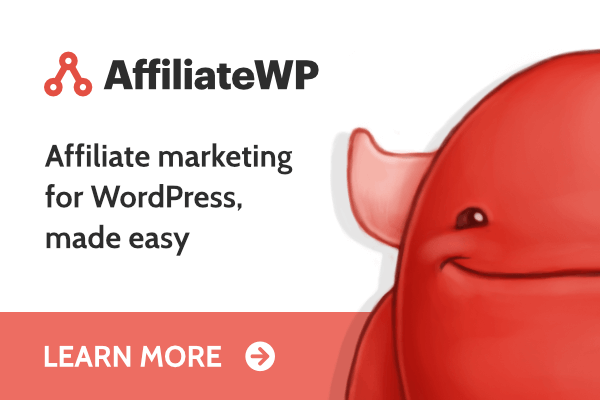 AffiliateWP
Affiliate marketing
for WordPress,
made easy
LEARN MORE